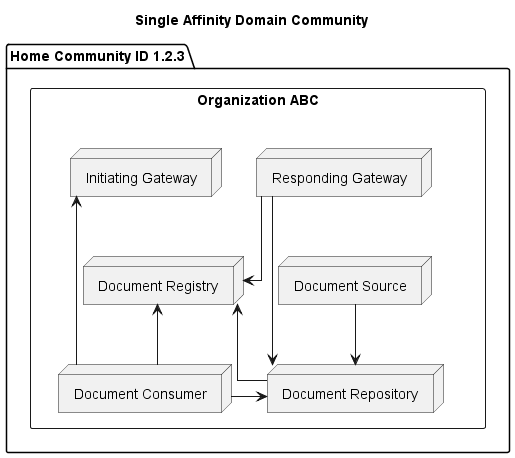 Single Affinity Domain Community
Home Community ID 1.2.3
Organization ABC
Initiating Gateway
Responding Gateway
Document Registry
Document Source
Document Consumer
Document Repository